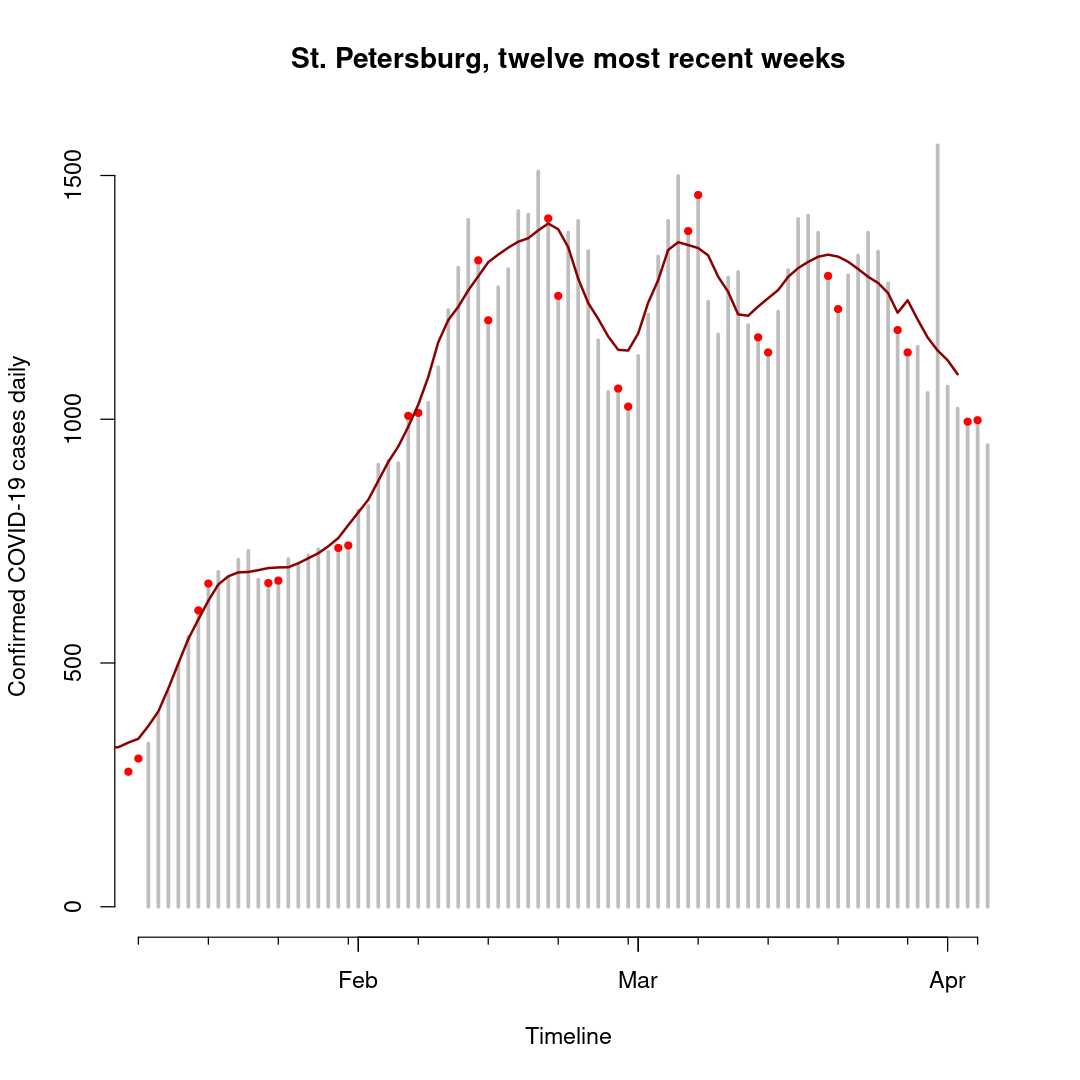 St. Petersburg, twelve most recent weeks
Confirmed COVID-19 cases daily
1500
1000
500
0
Feb Mar Apr
Timeline